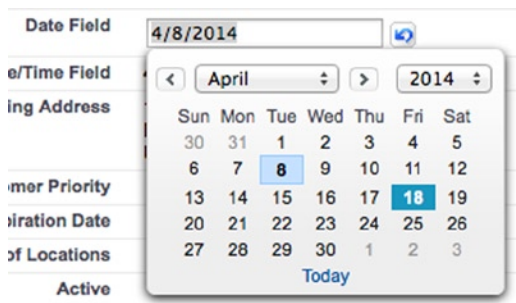 Date Field 4/8/2014
e/Time Field
April 2014
ing Address
Sun Mon Tue Wed Thu Fri Sat
30 31 1 2 3 4 5
6 7 8 9 10 11 12
omer Priority
13 14 15 16 17 18 19
piration Date
20 21 22 23 24 25 26
of Locations
27 28 29 30 1 2 3
Today
Active